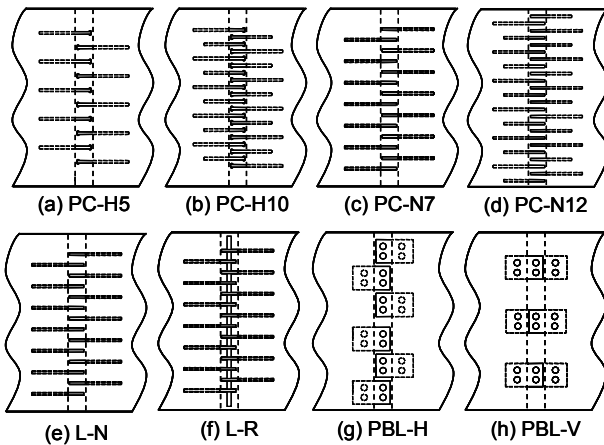 (a) PC-H5
(b) PC-H10
(c) PC-N7
(d) PC-N12
(e) L-N
(f) L-R
(g) PBL-H
(h) PBL-V